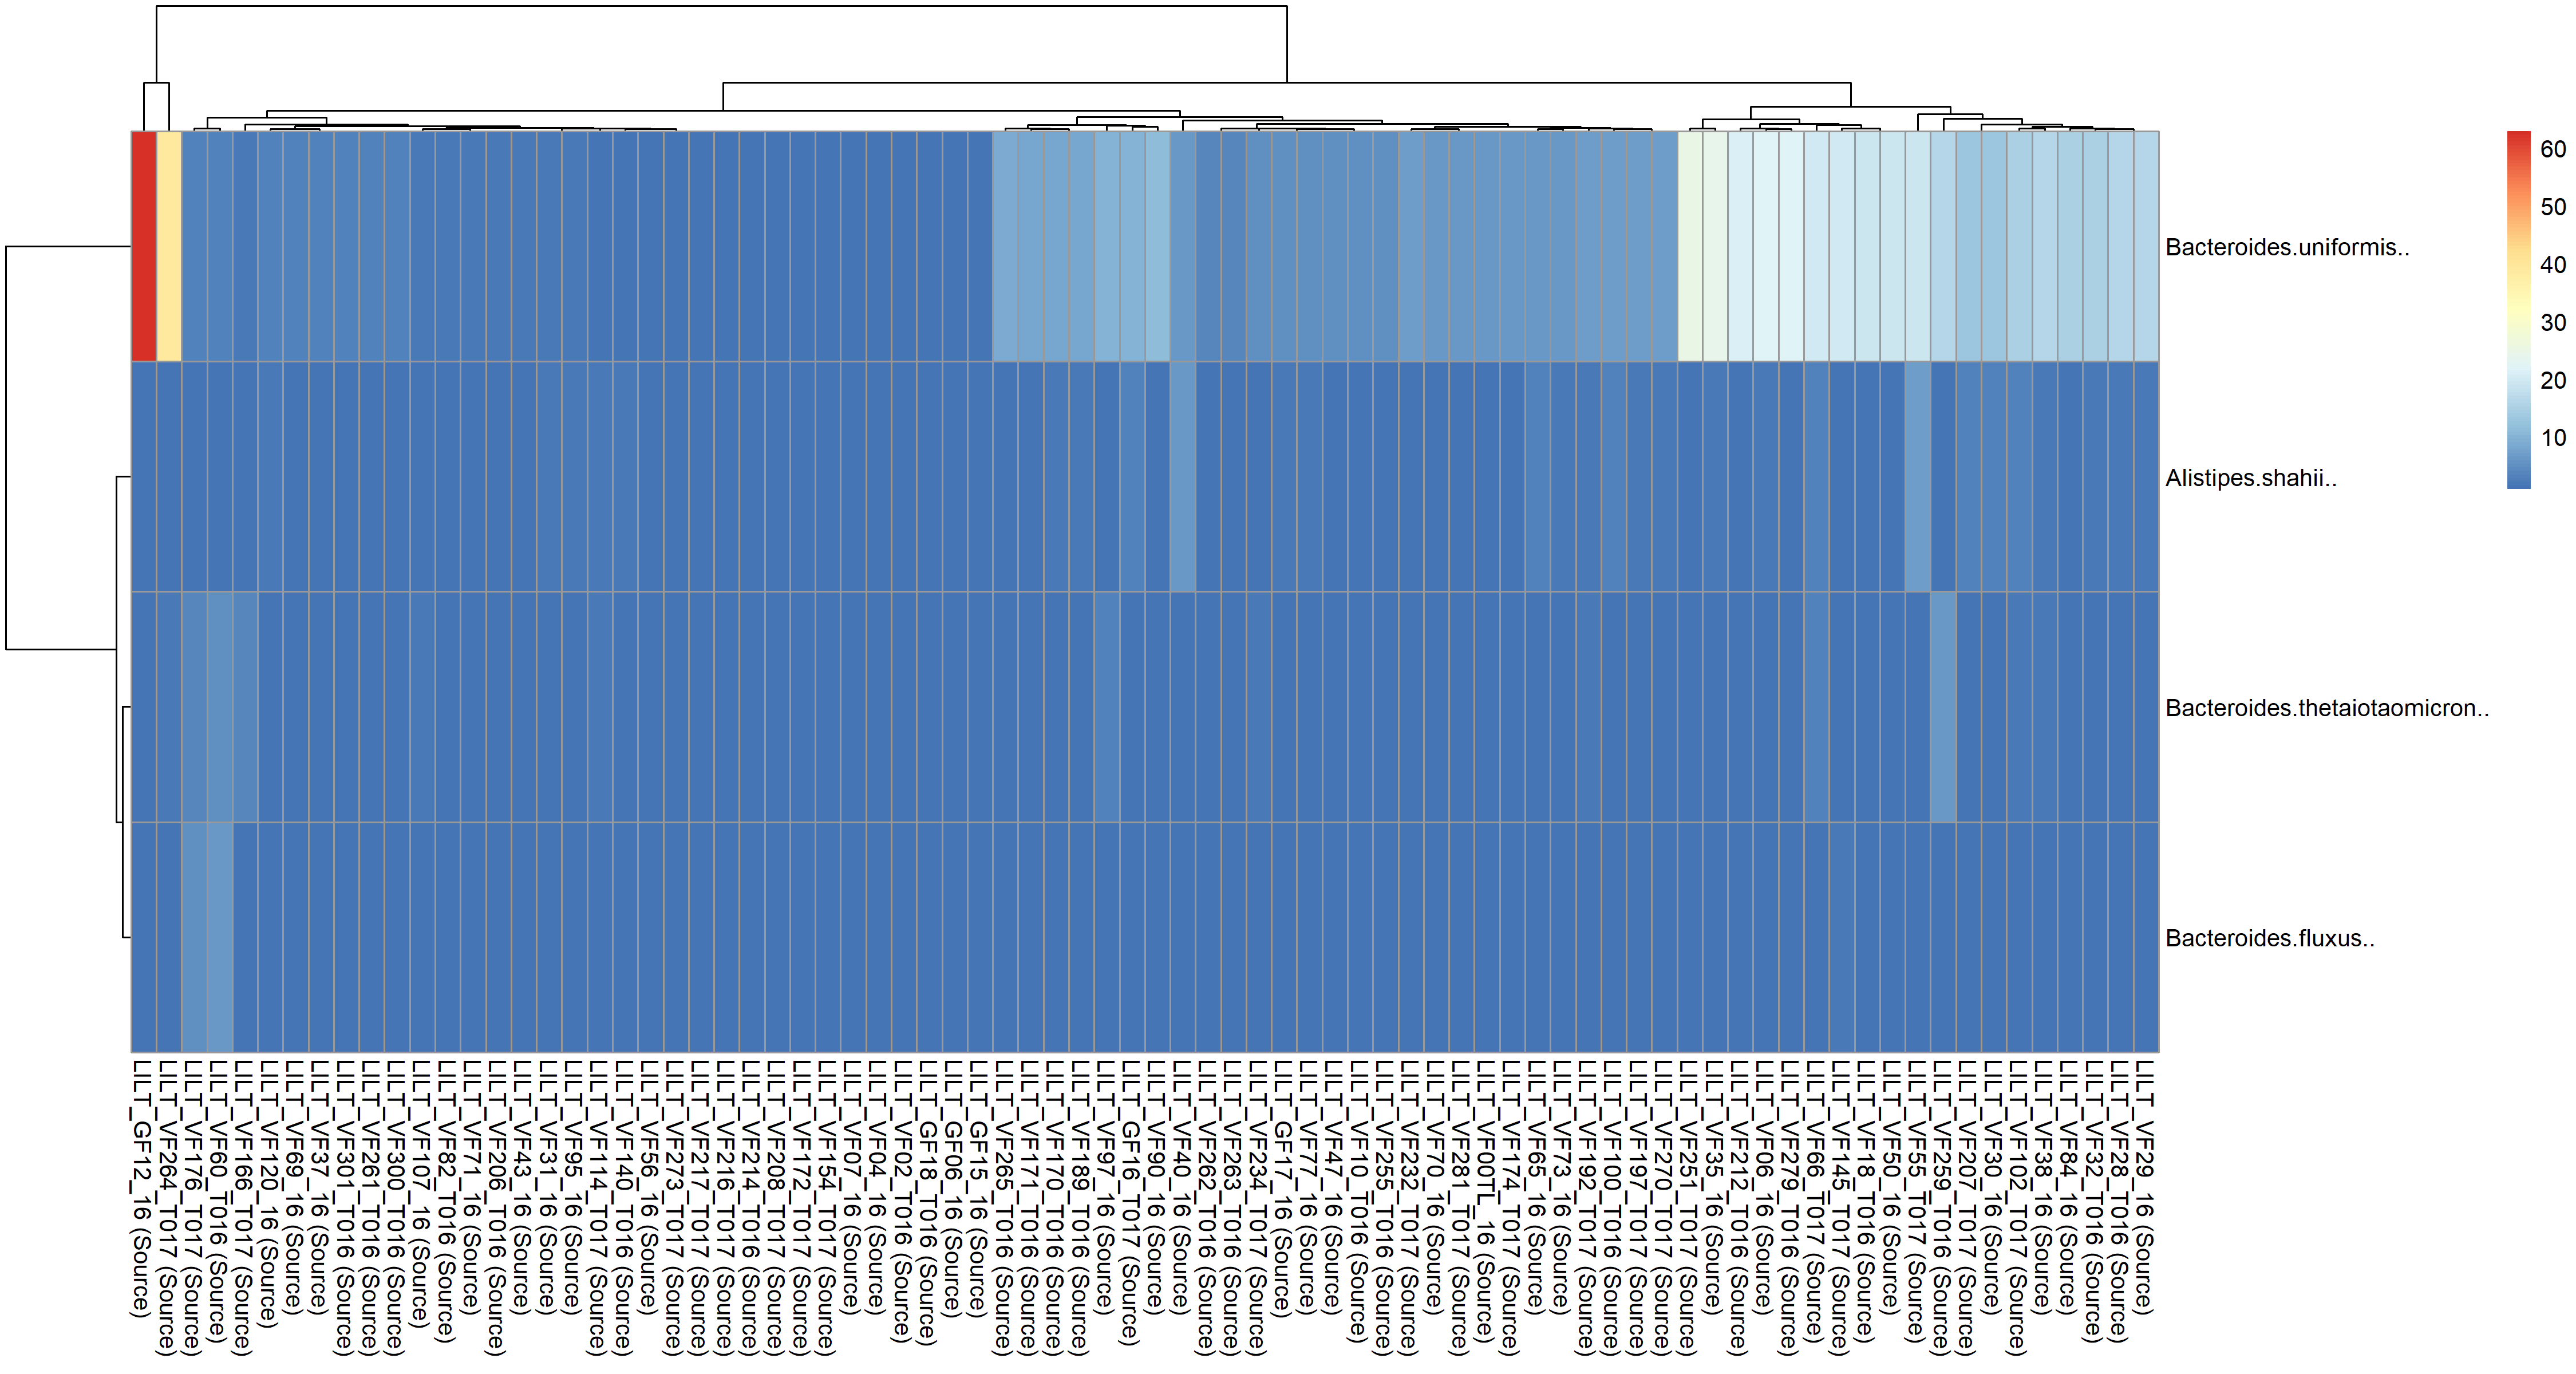 60
50
40
30
20
10
Bacteroides.uniformis..
Alistipes.shahii..
Bacteroides.thetaiotaomicron..
Bacteroides.fluxus..
LILT_GF12_16 (Source)
LILT_VF264_T017 (Source)
LILT_VF176_T017 (Source)
LILT_VF60_T016 (Source)
LILT_VF166_T017 (Source)
LILT_VF120_16 (Source)
LILT_VF69_16 (Source)
LILT_VF37_16 (Source)
LILT_VF301_T016 (Source)
LILT_VF261_T016 (Source)
LILT_VF300_T016 (Source)
LILT_VF107_16 (Source)
LILT_VF82_T016 (Source)
LILT_VF71_16 (Source)
LILT_VF206_T016 (Source)
LILT_VF43_16 (Source)
LILT_VF31_16 (Source)
LILT_VF95_16 (Source)
LILT_VF114_T017 (Source)
LILT_VF140_T016 (Source)
LILT_VF56_16 (Source)
LILT_VF273_T017 (Source)
LILT_VF217_T017 (Source)
LILT_VF216_T017 (Source)
LILT_VF214_T016 (Source)
LILT_VF208_T017 (Source)
LILT_VF172_T017 (Source)
LILT_VF154_T017 (Source)
LILT_VF07_16 (Source)
LILT_VF04_16 (Source)
LILT_VF02_T016 (Source)
LILT_GF18_T016 (Source)
LILT_GF06_16 (Source)
LILT_GF15_16 (Source)
LILT_VF265_T016 (Source)
LILT_VF171_T016 (Source)
LILT_VF170_T016 (Source)
LILT_VF189_T016 (Source)
LILT_VF97_16 (Source)
LILT_GF16_T017 (Source)
LILT_VF90_16 (Source)
LILT_VF40_16 (Source)
LILT_VF262_T016 (Source)
LILT_VF263_T016 (Source)
LILT_VF234_T017 (Source)
LILT_GF17_16 (Source)
LILT_VF77_16 (Source)
LILT_VF47_16 (Source)
LILT_VF10_T016 (Source)
LILT_VF255_T016 (Source)
LILT_VF232_T017 (Source)
LILT_VF70_16 (Source)
LILT_VF281_T017 (Source)
LILT_VF00TL_16 (Source)
LILT_VF174_T017 (Source)
LILT_VF65_16 (Source)
LILT_VF73_16 (Source)
LILT_VF192_T017 (Source)
LILT_VF100_T016 (Source)
LILT_VF197_T017 (Source)
LILT_VF270_T017 (Source)
LILT_VF251_T017 (Source)
LILT_VF35_16 (Source)
LILT_VF212_T016 (Source)
LILT_VF06_16 (Source)
LILT_VF279_T016 (Source)
LILT_VF66_T017 (Source)
LILT_VF145_T017 (Source)
LILT_VF18_T016 (Source)
LILT_VF50_16 (Source)
LILT_VF55_T017 (Source)
LILT_VF259_T016 (Source)
LILT_VF207_T017 (Source)
LILT_VF30_16 (Source)
LILT_VF102_T017 (Source)
LILT_VF38_16 (Source)
LILT_VF84_16 (Source)
LILT_VF32_T016 (Source)
LILT_VF28_T016 (Source)
LILT_VF29_16 (Source)